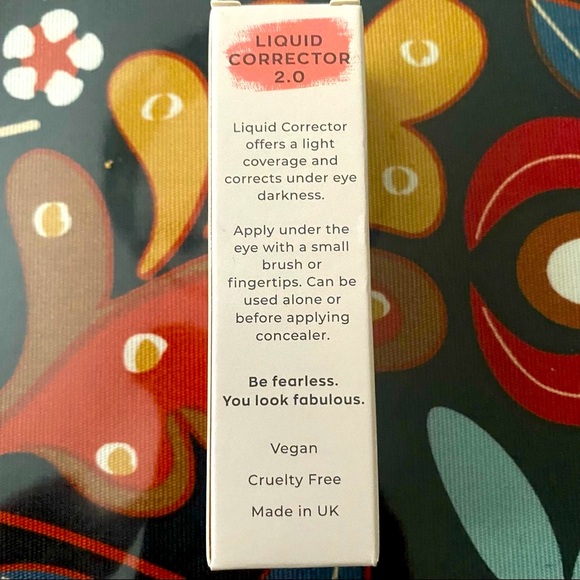 LIQUID
CORRECTOR
2.0
Liquid Corrector
offers a light
coverage and
corrects under eye
darkness.
Apply under the
eye with a small
brush or
fingertips. Can be
used alone or
before applying
concealer.
Be fearless.
You look fabulous.
Vegan
Cruelty Free
Made in UK